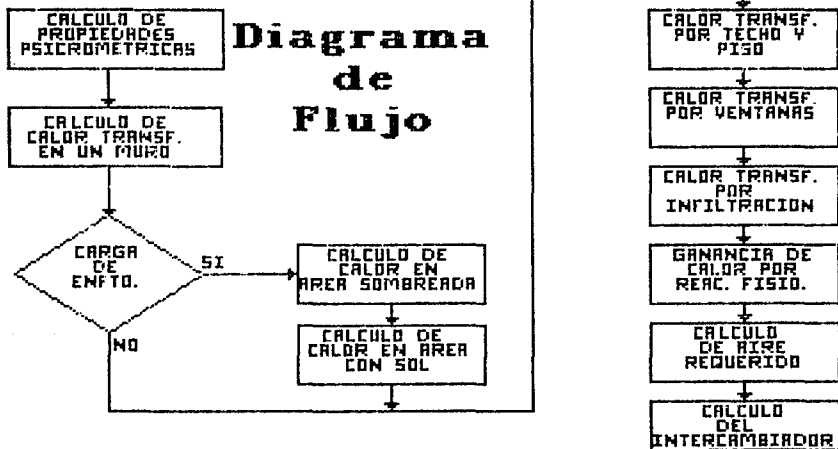 CALCULO DE
PROPIEDADES
PSICROMETRICAS
Diagrama
de
Flujo
CALCULO DE
CALOR TRANSF.
EN UN MURO
CARGA
DE
ENFTO.
SI
NO
CALCULO DE
CALOR EN
AREA SOMBREADA
CALCULO DE
CALOR EN AREA
CON SOL
CALOR TRANSF.
POR TECHO Y
PISO
CALOR TRANSF.
POR VENTANAS
CALOR TRANSF.
POR
INFILTRACION
GANANCIA DE
CALOR POR
REAC. FISIO.
CALCULO
DE AIRE
REQUERIDO
CALCULO
DEL
INTERCAMBIADOR